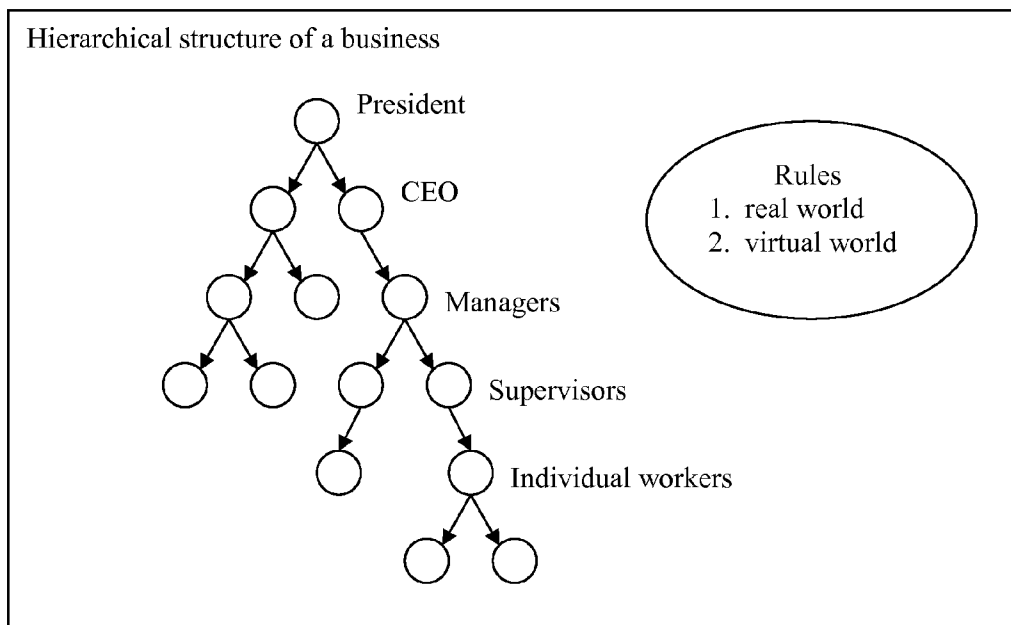 Hierarchical structure of a business
President
CEO
Managers
Supervisors
Individual workers
Rules
1. real world
2. virtual world